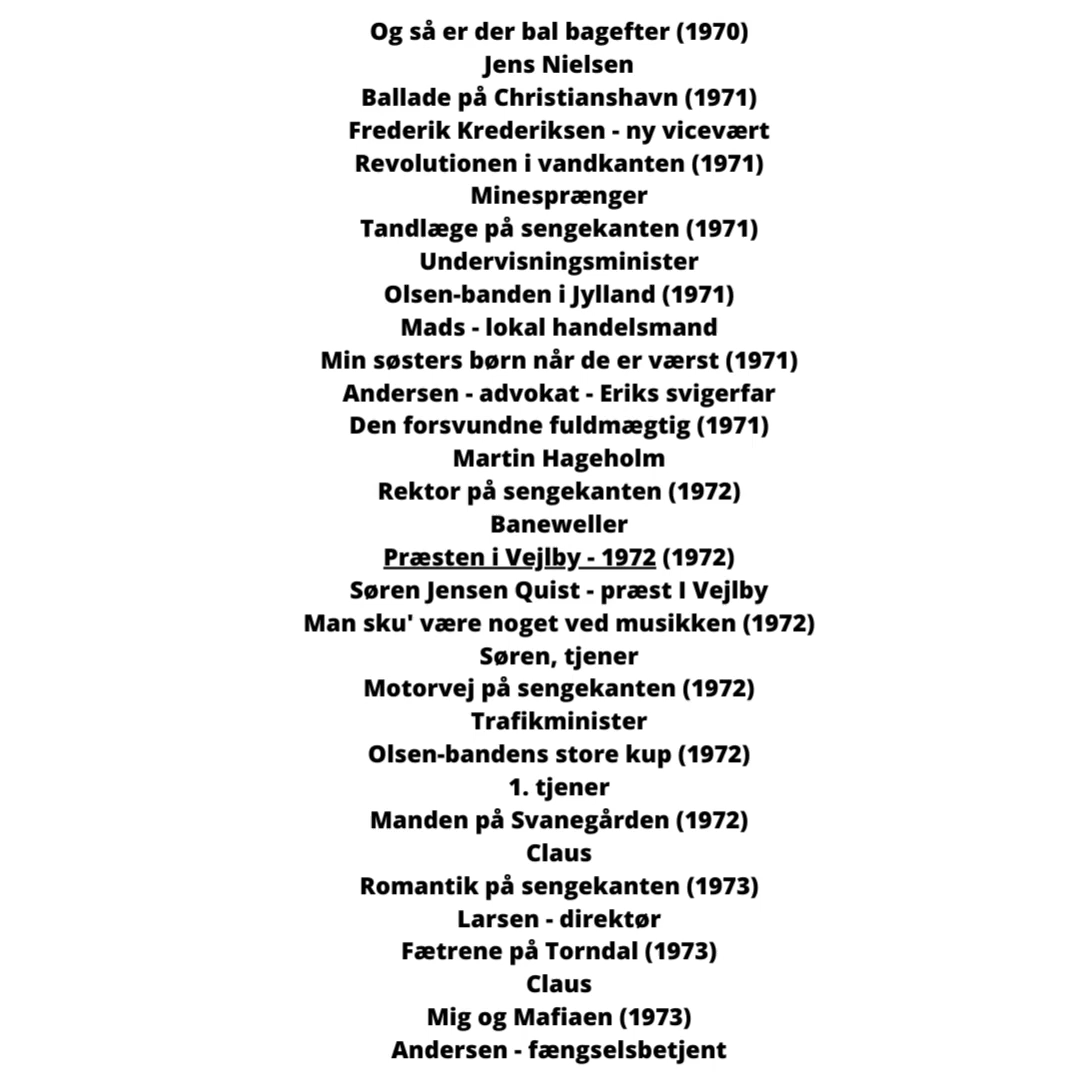 Og så er der bal bagefter (1970)
Jens Nielsen
Ballade på Christianshavn (1971)
Frederik Krederiksen - ny vicevært
Revolutionen i vandkanten (1971)
Minesprænger
Tandlæge på sengekanten (1971)
Undervisningsminister
Olsen-banden i Jylland (1971)
Mads - lokal handelsmand
Min søsters børn når de er værst (1971)
Andersen - advokat - Eriks svigerfar
Den forsvundne fuldmægtig (1971)
Martin Hageholm
Rektor på sengekanten (1972)
Baneweller
Præsten i Vejlby - 1972 (1972)
Søren Jensen Quist - præst I Vejlby
Man sku' være noget ved musikken (1972)
Søren, tjener
Motorvej på sengekanten (1972)
Trafikminister
Olsen-bandens store kup (1972)
1. tjener
Manden på Svanegården (1972)
Claus
Romantik på sengekanten (1973)
Larsen - direktør
Fætrene på Torndal (1973)
Claus
Mig og Mafiaen (1973)
Andersen - fængselsbetjent